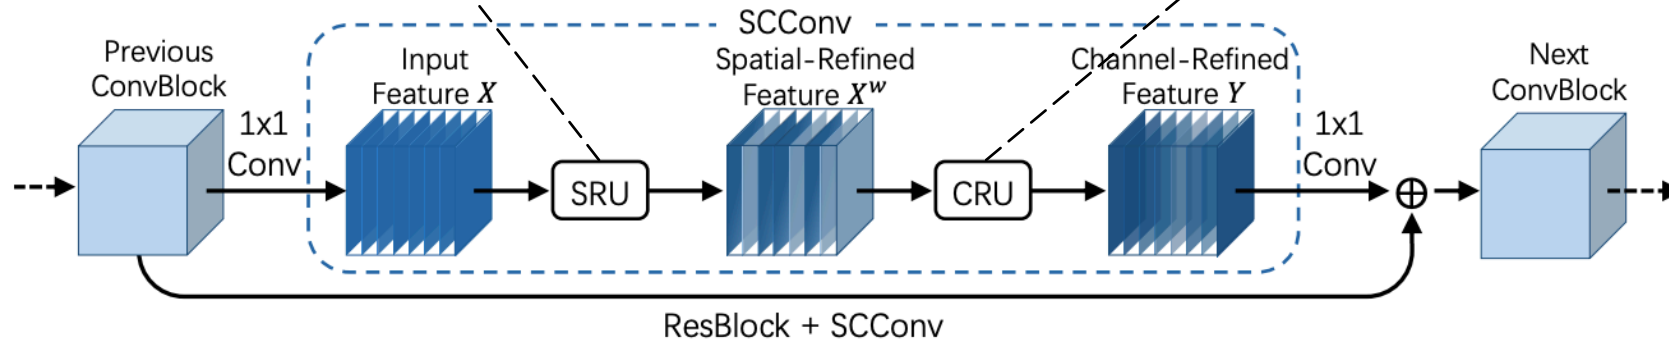 SCConv
Previous
ConvBlock
1x1
Conv
Input
Feature X
SRU
Spatial-Refined
Feature X^w
CRU
Channel-Refined
Feature Y
1x1
Conv
Next
ConvBlock
ResBlock + SCConv